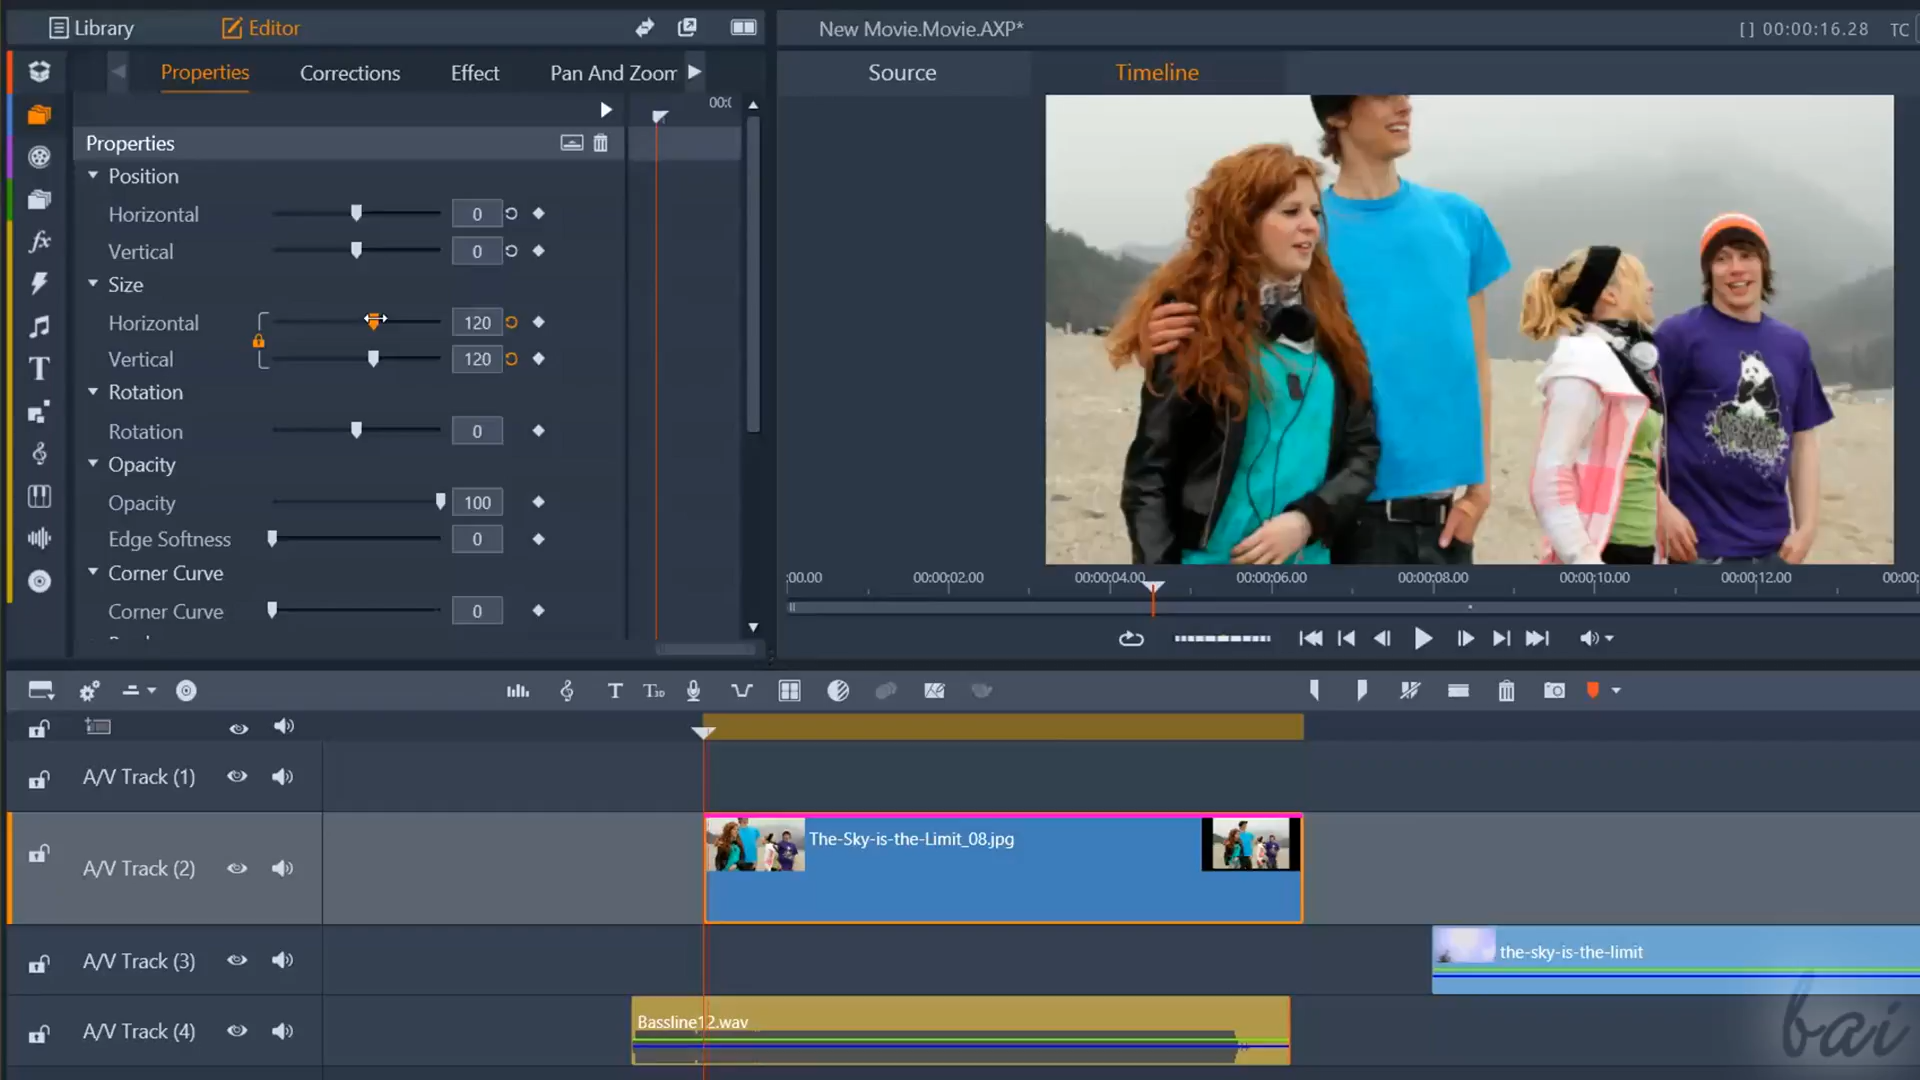 Library
Editor
New Movie.Movie.AXP*
[] 00:00:16.28
TC
Properties
Corrections
Effect
Pan And Zoom
Source
Timeline
Properties
Position
Horizontal 0
Vertical 0
Size
Horizontal 120
Vertical 120
Rotation
Rotation 0
Opacity
Opacity 100
Edge Softness 0
Corner Curve
Corner Curve 0
:00.00 00:00:02.00 00:00:04.00 00:00:06.00 00:00:08.00 00:00:10.00 00:00:12.00 00:00:
A/V Track (1)
A/V Track (2)
The-Sky-is-the-Limit_08.jpg
A/V Track (3)
the-sky-is-the-limit
A/V Track (4)
Bassline12.wav
bai